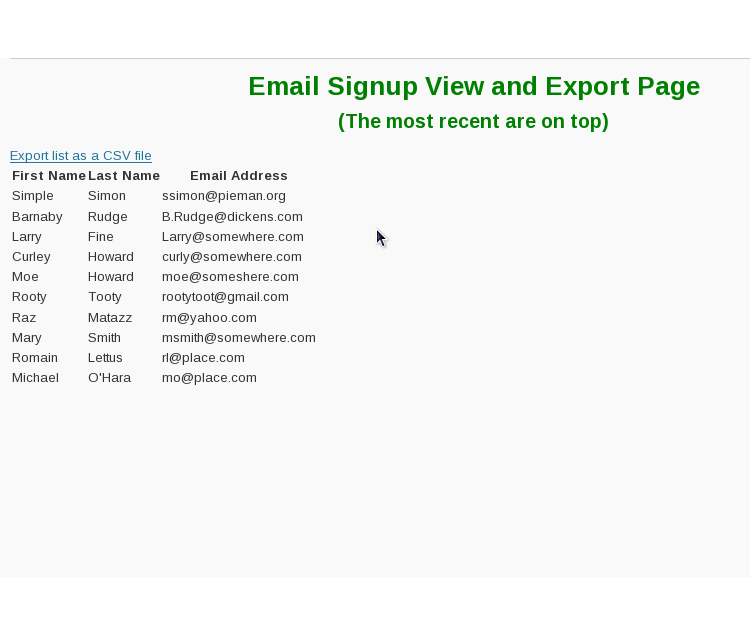 Email Signup View and Export Page
(The most recent are on top)
Export list as a CSV file
First Name Last Name Email Address
Simple Simon ssimon@pieman.org
Barnaby Rudge B.Rudge@dickens.com
Larry Fine Larry@somewhere.com
Curley Howard curly@somewhere.com
Moe Howard moe@someshere.com
Rooty Tooty rootytoot@gmail.com
Raz Matazz rm@yahoo.com
Mary Smith msmith@somewhere.com
Romain Lettus rl@place.com
Michael O'Hara mo@place.com